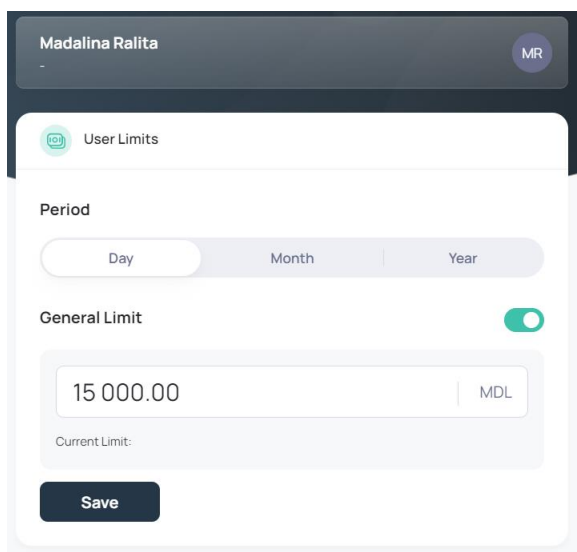 Madalina Ralita
-
MR
User Limits
Period
Day Month Year
General Limit
15 000.00 MDL
Current Limit:
Save